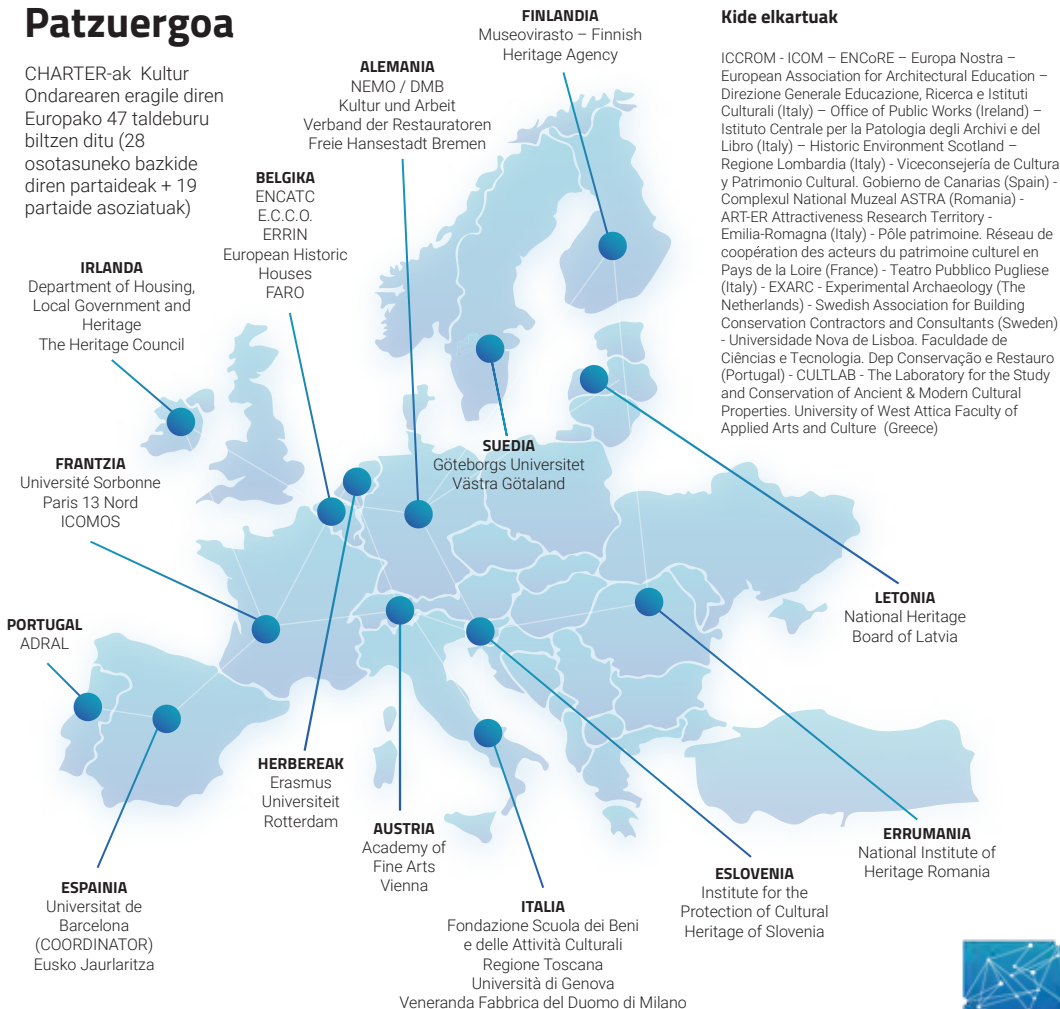 Patzuergoa
CHARTER-ak Kultur
Ondarearen eragile diren
Europako 47 taldeburu
biltzen ditu (28
osotasuneko bazkide
diren partaideak + 19
partaide asoziatuak)
FINLANDIA
Museovirasto – Finnish
Heritage Agency
ALEMANIA
NEMO / DMB
Kultur und Arbeit
Verband der Restauratoren
Freie Hansestadt Bremen
BELGIKA
ENCATC
E.C.C.O.
ERRIN
European Historic
Houses
FARO
IRLANDA
Department of Housing,
Local Government and
Heritage
The Heritage Council
FRANTZIA
Université Sorbonne
Paris 13 Nord
ICOMOS
SUEDIA
Göteborgs Universitet
Västra Götaland
PORTUGAL
ADRAL
LETONIA
National Heritage
Board of Latvia
HERBEREAK
Erasmus
Universiteit
Rotterdam
AUSTRIA
Academy of
Fine Arts
Vienna
ERRUMANIA
National Institute of
Heritage Romania
ESLOVENIA
Institute for the
Protection of Cultural
Heritage of Slovenia
ESPAINIA
Universitat de
Barcelona
(COORDINATOR)
Eusko Jaurlaritza
ITALIA
Fondazione Scuola dei Beni
e delle Attività Culturali
Regione Toscana
Università di Genova
Veneranda Fabbrica del Duomo di Milano
Kide elkartuak
ICCROM - ICOM – ENCoRE – Europa Nostra –
European Association for Architectural Education –
Direzione Generale Educazione, Ricerca e Istituti
Culturali (Italy) – Office of Public Works (Ireland) –
Istituto Centrale per la Patologia degli Archivi e del
Libro (Italy) – Historic Environment Scotland –
Regione Lombardia (Italy) - Viceconsejería de Cultura
y Patrimonio Cultural. Gobierno de Canarias (Spain) -
Complexul National Muzeal ASTRA (Romania) -
ART-ER Attractiveness Research Territory -
Emilia-Romagna (Italy) - Pôle patrimoine. Réseau de
coopération des acteurs du patrimoine culturel en
Pays de la Loire (France) - Teatro Pubblico Pugliese
(Italy) - EXARC - Experimental Archaeology (The
Netherlands) - Swedish Association for Building
Conservation Contractors and Consultants (Sweden)
- Universidade Nova de Lisboa. Faculdade de
Ciências e Tecnologia. Dep Conservação e Restauro
(Portugal) - CULTLAB - The Laboratory for the Study
and Conservation of Ancient & Modern Cultural
Properties. University of West Attica Faculty of
Applied Arts and Culture (Greece)